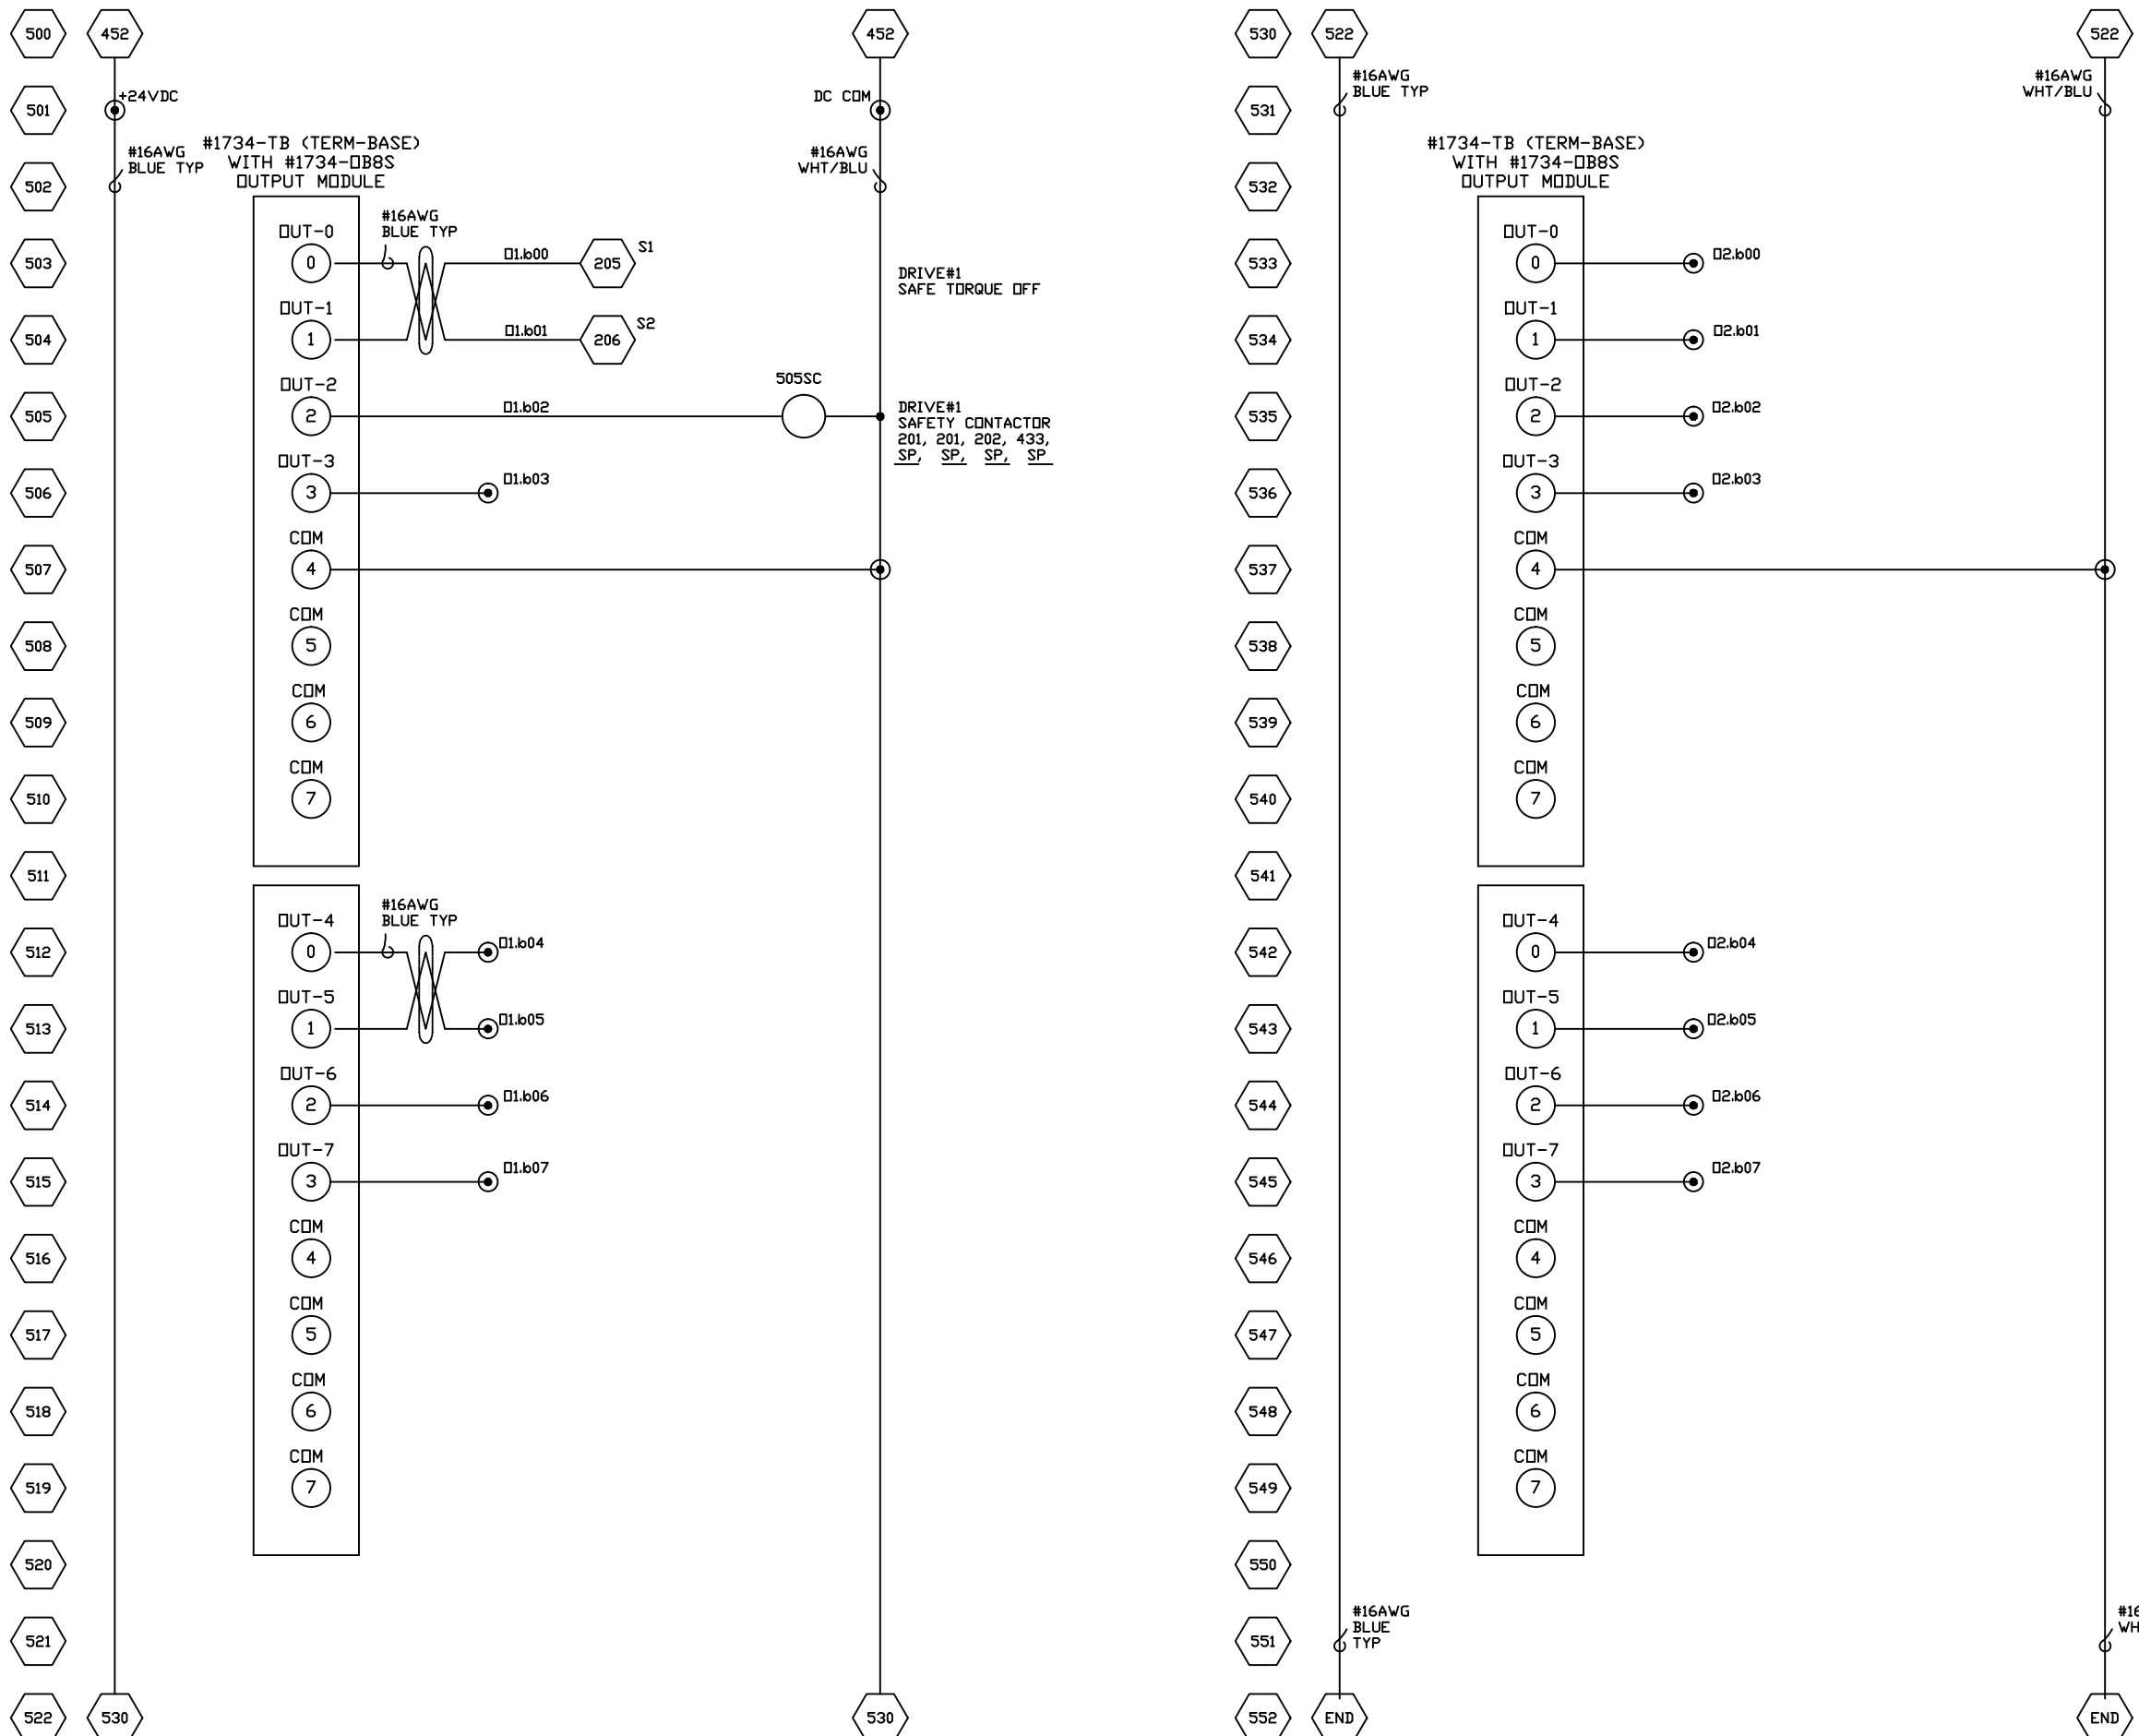 500
452
452
501
+24VDC
DC COM
#16AWG
BLUE TYP
#1734-TB (TERM-BASE)
WITH #1734-OB8S
OUTPUT MODULE
#16AWG
WHT/BLU
502
#16AWG
BLUE TYP
OUT-0
0
O1.b00
205
S1
503
DRIVE#1
SAFE TORQUE OFF
OUT-1
1
O1.b01
206
S2
504
505SC
OUT-2
2
O1.b02
505
DRIVE#1
SAFETY CONTACTOR
201, 201, 202, 433,
SP, SP, SP, SP
OUT-3
3
O1.b03
506
COM
4
507
COM
5
508
COM
6
509
COM
7
510
511
#16AWG
BLUE TYP
OUT-4
0
O1.b04
512
OUT-5
1
O1.b05
513
OUT-6
2
O1.b06
514
OUT-7
3
O1.b07
515
COM
4
516
COM
5
517
COM
6
518
COM
7
519
520
521
522
530
530
530
522
522
#16AWG
BLUE TYP
#16AWG
WHT/BLU
531
#1734-TB (TERM-BASE)
WITH #1734-OB8S
OUTPUT MODULE
532
OUT-0
0
O2.b00
533
OUT-1
1
O2.b01
534
OUT-2
2
O2.b02
535
OUT-3
3
O2.b03
536
COM
4
537
COM
5
538
COM
6
539
COM
7
540
541
OUT-4
0
O2.b04
542
OUT-5
1
O2.b05
543
OUT-6
2
O2.b06
544
OUT-7
3
O2.b07
545
COM
4
546
COM
5
547
COM
6
548
COM
7
549
550
#16AWG
BLUE
TYP
#16
WH
551
552
END
END